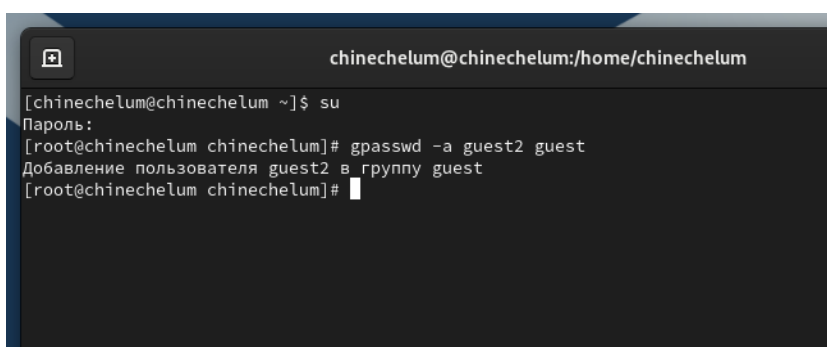 chinechelum@chinechelum:/home/chinechelum
[chinechelum@chinechelum ~]$ su
Пароль:
[root@chinechelum chinechelum]# gpasswd -a guest2 guest
Добавление пользователя guest2 в группу guest
[root@chinechelum chinechelum]#